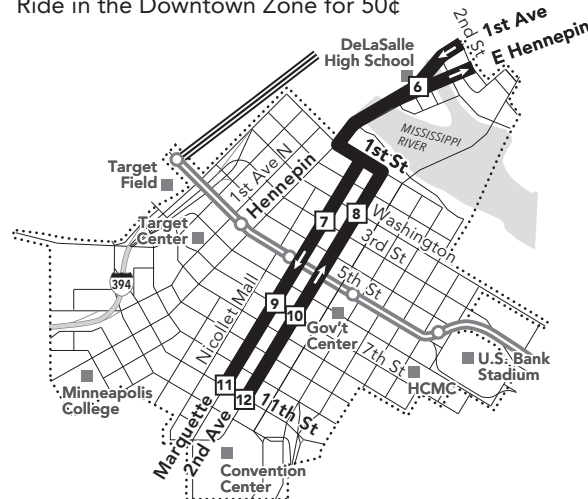 Ride in the Downtown Zone for 50¢
2nd St
1st Ave
E Hennepin
DeLaSalle
High School
6
MISSISSIPPI
RIVER
1st St
Target
Field
1st Ave N
Hennepin
7
8
Washington
Target
Center
3rd St
394
5th St
Nicollet Mall
9
10
Gov't
Center
7th St
U.S. Bank
Stadium
HCMC
Minneapolis
College
11
12
11th St
Marquette
2nd Ave
Convention
Center